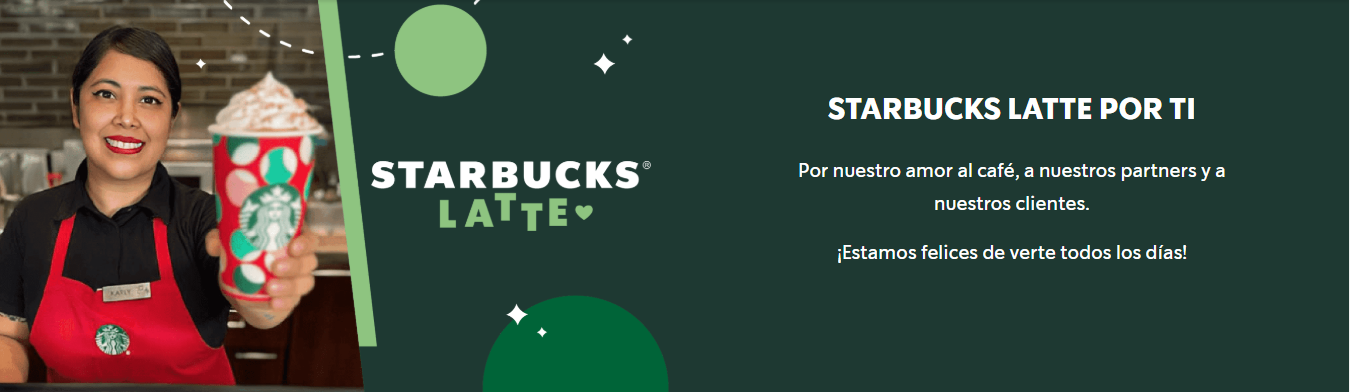 STARBUCKS®
LATTE
STARBUCKS LATTE POR TI
Por nuestro amor al café, a nuestros partners y a
nuestros clientes.
¡Estamos felices de verte todos los días!